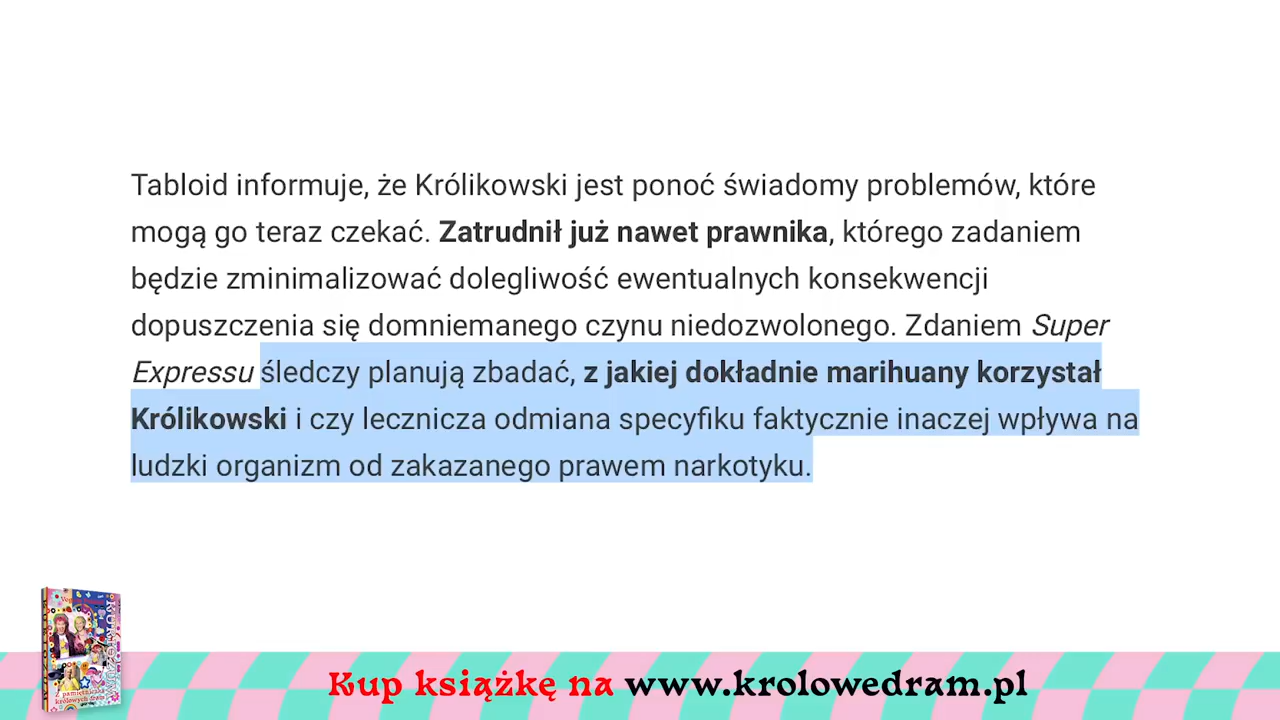 Tabloid informuje, że Królikowski jest ponoć świadomy problemów, które
mogą go teraz czekać. Zatrudnił już nawet prawnika, którego zadaniem
będzie zminimalizować dolegliwość ewentualnych konsekwencji
dopuszczenia się domniemanego czynu niedozwolonego. Zdaniem Super
Expressu śledczy planują zbadać, z jakiej dokładnie marihuany korzystał
Królikowski i czy lecznicza odmiana specyfiku faktycznie inaczej wpływa na
ludzki organizm od zakazanego prawem narkotyku.
Z pamiętniczka
królowych dram
Kup książkę na www.krolowedram.pl